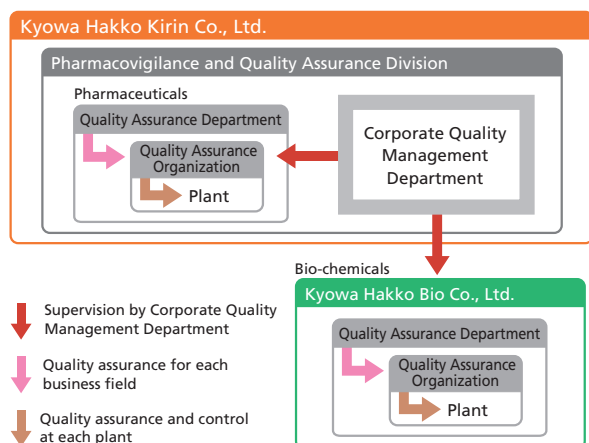 Kyowa Hakko Kirin Co., Ltd.
Pharmacovigilance and Quality Assurance Division
Pharmaceuticals
Quality Assurance Department
Quality Assurance
Organization
Plant
Corporate Quality
Management
Department
Bio-chemicals
Kyowa Hakko Bio Co., Ltd.
Quality Assurance Department
Quality Assurance
Organization
Plant
Supervision by Corporate Quality
Management Department
Quality assurance for each
business field
Quality assurance and control
at each plant